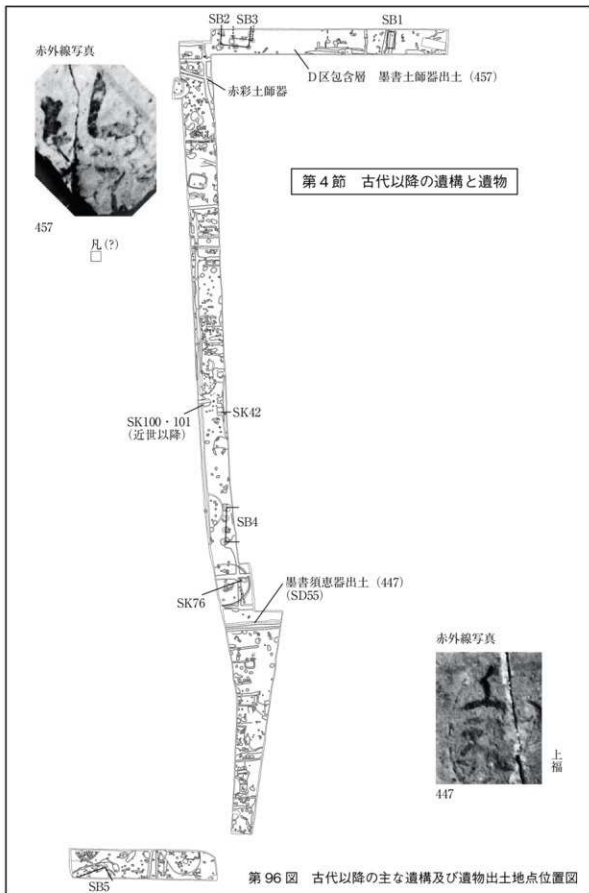 SB2 SB3
SB1
赤外線写真
D区包含層 墨書土師器出土 (457)
赤彩土師器
第4節 古代以降の遺構と遺物
457
凡(?)
□
SK100・101
(近世以降)
SK42
SB4
墨書須恵器出土 (447)
(SD55)
SK76
赤外線写真
上福
447
SB5
第96図 古代以降の主な遺構及び遺物出土地点位置図